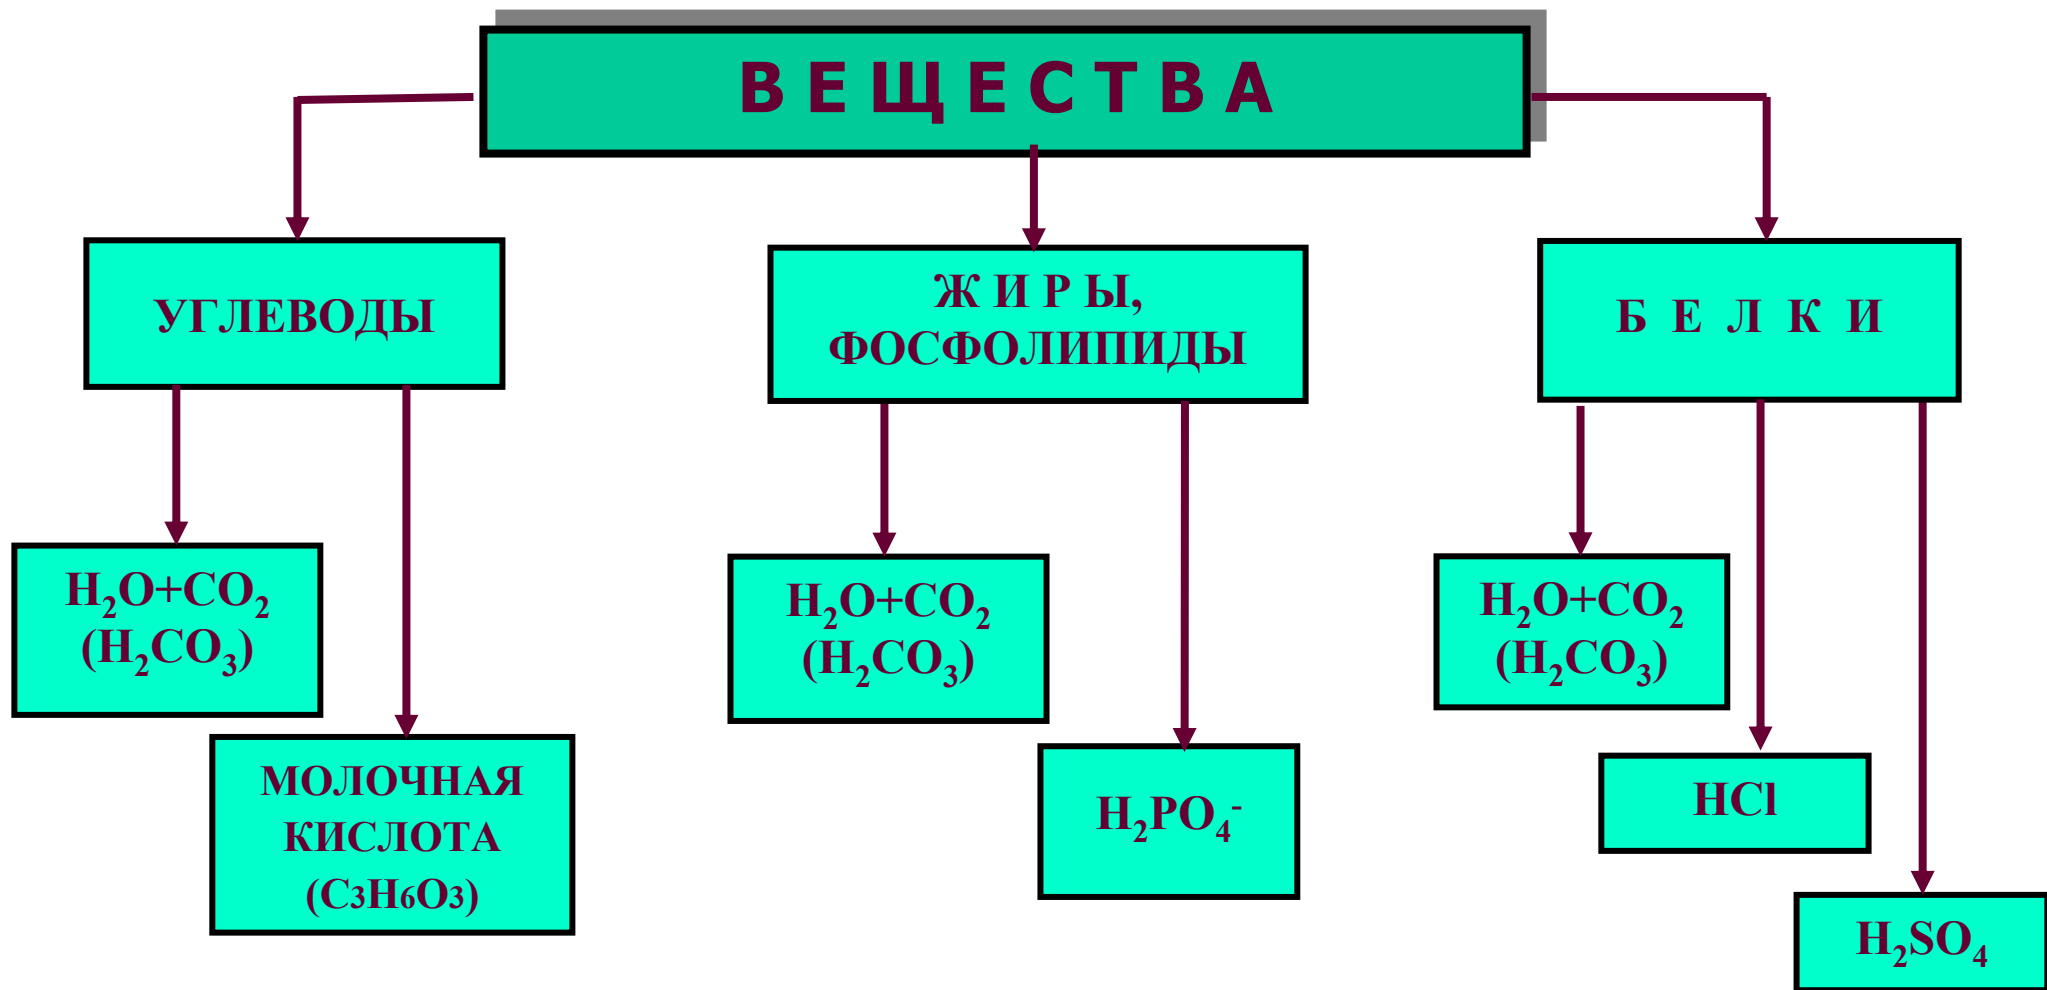 В Е Щ Е С Т В А
УГЛЕВОДЫ
Ж И Р Ы,
ФОСФОЛИПИДЫ
Б Е Л К И
H₂O+CO₂
(H₂CO₃)
H₂O+CO₂
(H₂CO₃)
H₂O+CO₂
(H₂CO₃)
МОЛОЧНАЯ
КИСЛОТА
(C₃H₆O₃)
H₂PO₄⁻
HCl
H₂SO₄